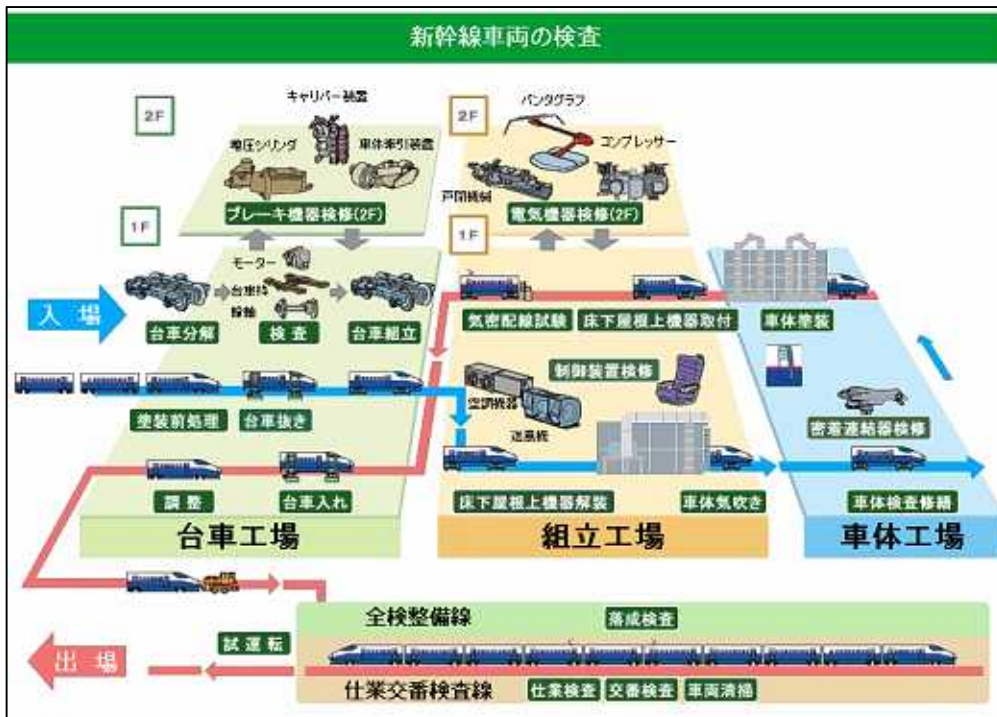 新幹線車両の検査
2F
キャリパー装置
増圧シリンダ
車体牽引装置
ブレーキ機器検修(2F)
2F
パンタグラフ
コンプレッサー
戸閉機械
電気機器検修(2F)
1F
モーター
台車枠
輪軸
入場
台車分解
検査
台車組立
1F
気密配線試験
床下屋根上機器取付
車体塗装
塗装前処理
台車抜き
空調機器
送風機
制御装置検修
密着連結器検修
調整
台車入れ
床下屋根上機器解装
車体気吹き
車体検査修繕
台車工場
組立工場
車体工場
全検整備線
落成検査
試運転
出場
仕業交番検査線
仕業検査
交番検査
車両清掃